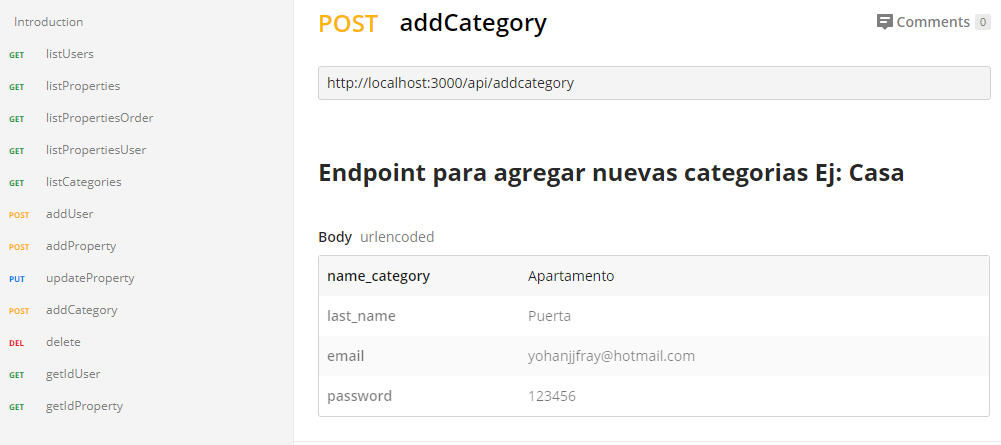 Introduction
GET listUsers
GET listProperties
GET listPropertiesOrder
GET listPropertiesUser
GET listCategories
POST addUser
POST addProperty
PUT updateProperty
POST addCategory
DEL delete
GET getIdUser
GET getIdProperty
POST addCategory
Comments 0
http://localhost:3000/api/addcategory
Endpoint para agregar nuevas categorias Ej: Casa
Body urlencoded
name_category Apartamento
last_name Puerta
email yohanjjfray@hotmail.com
password 123456